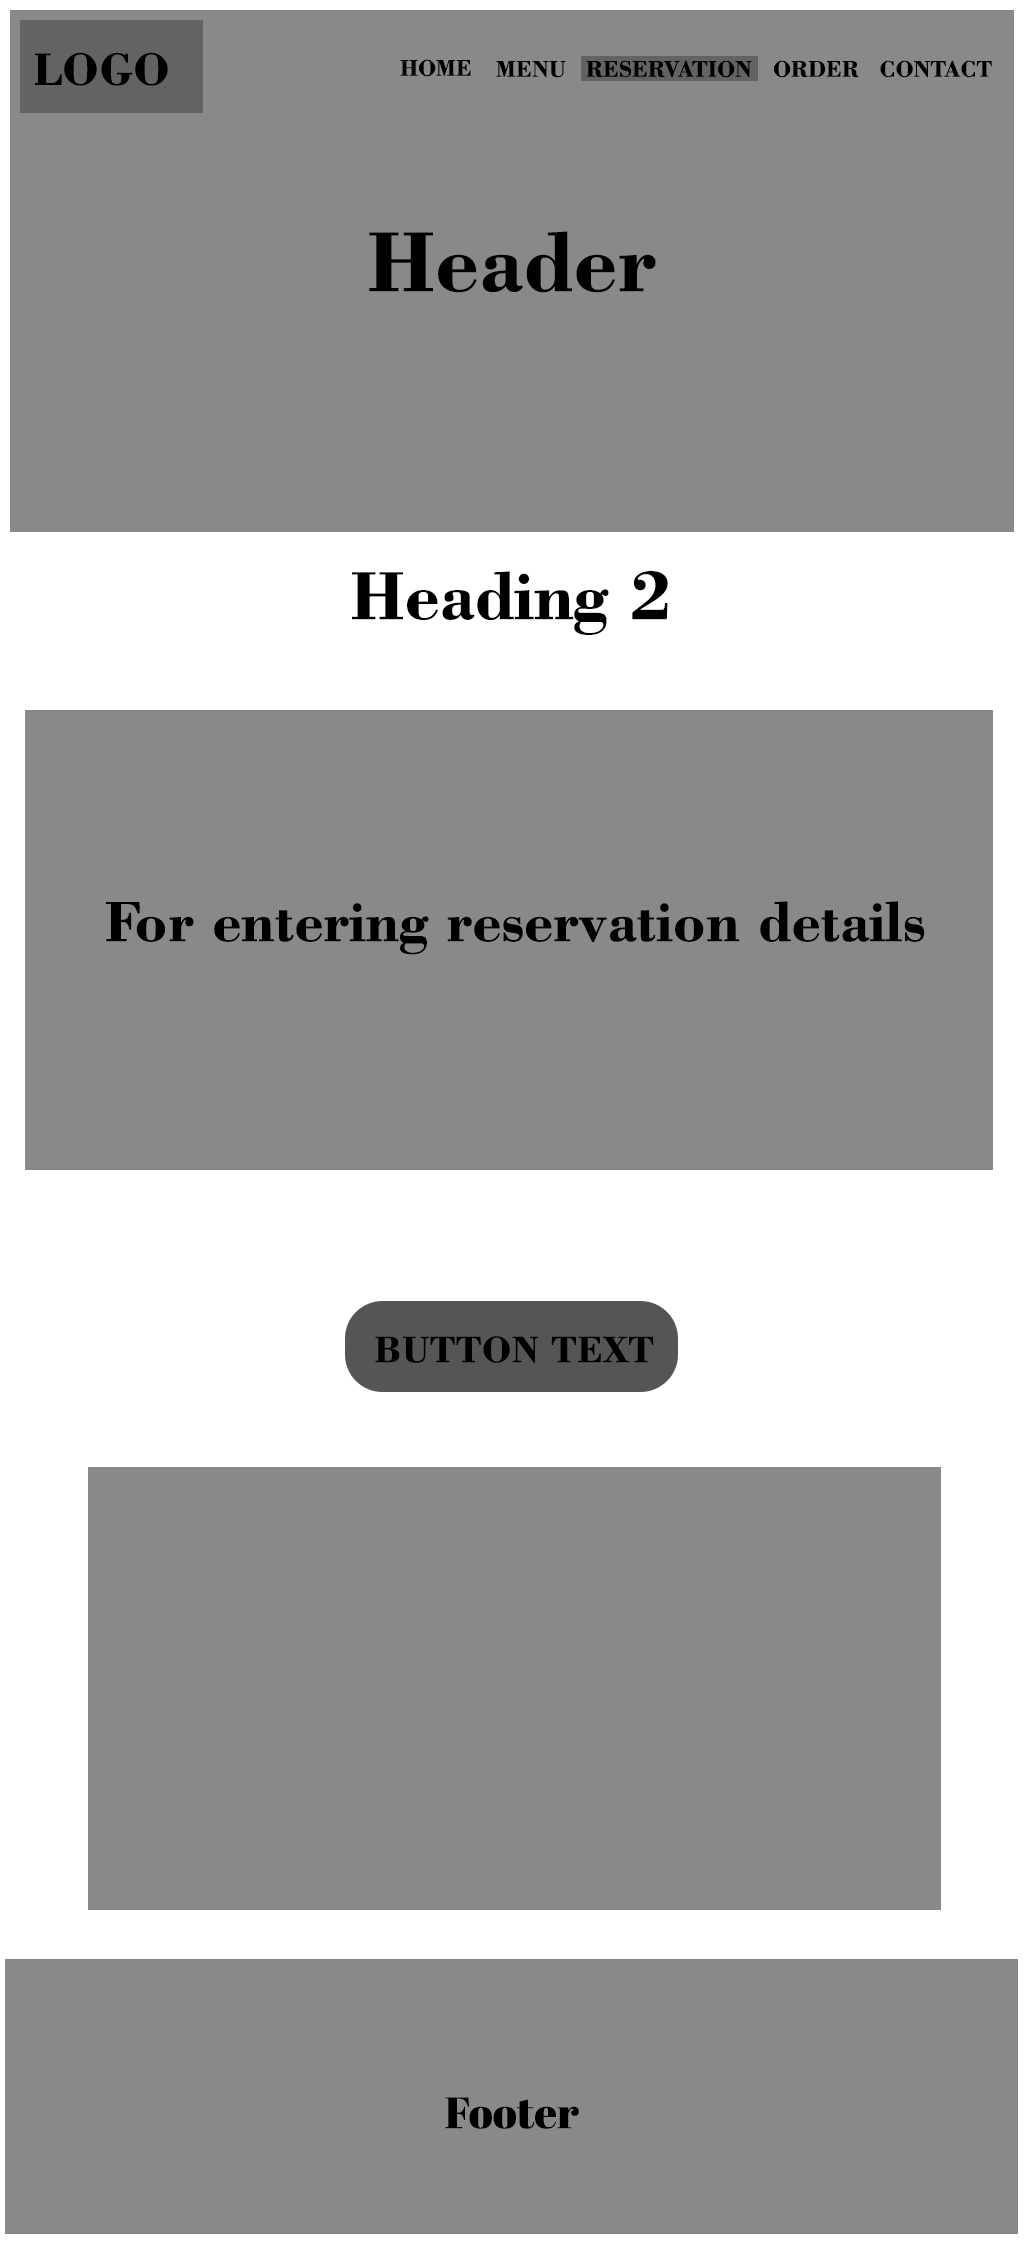 LOGO
HOME MENU RESERVATION ORDER CONTACT
Header
Heading 2
For entering reservation details
BUTTON TEXT
Footer